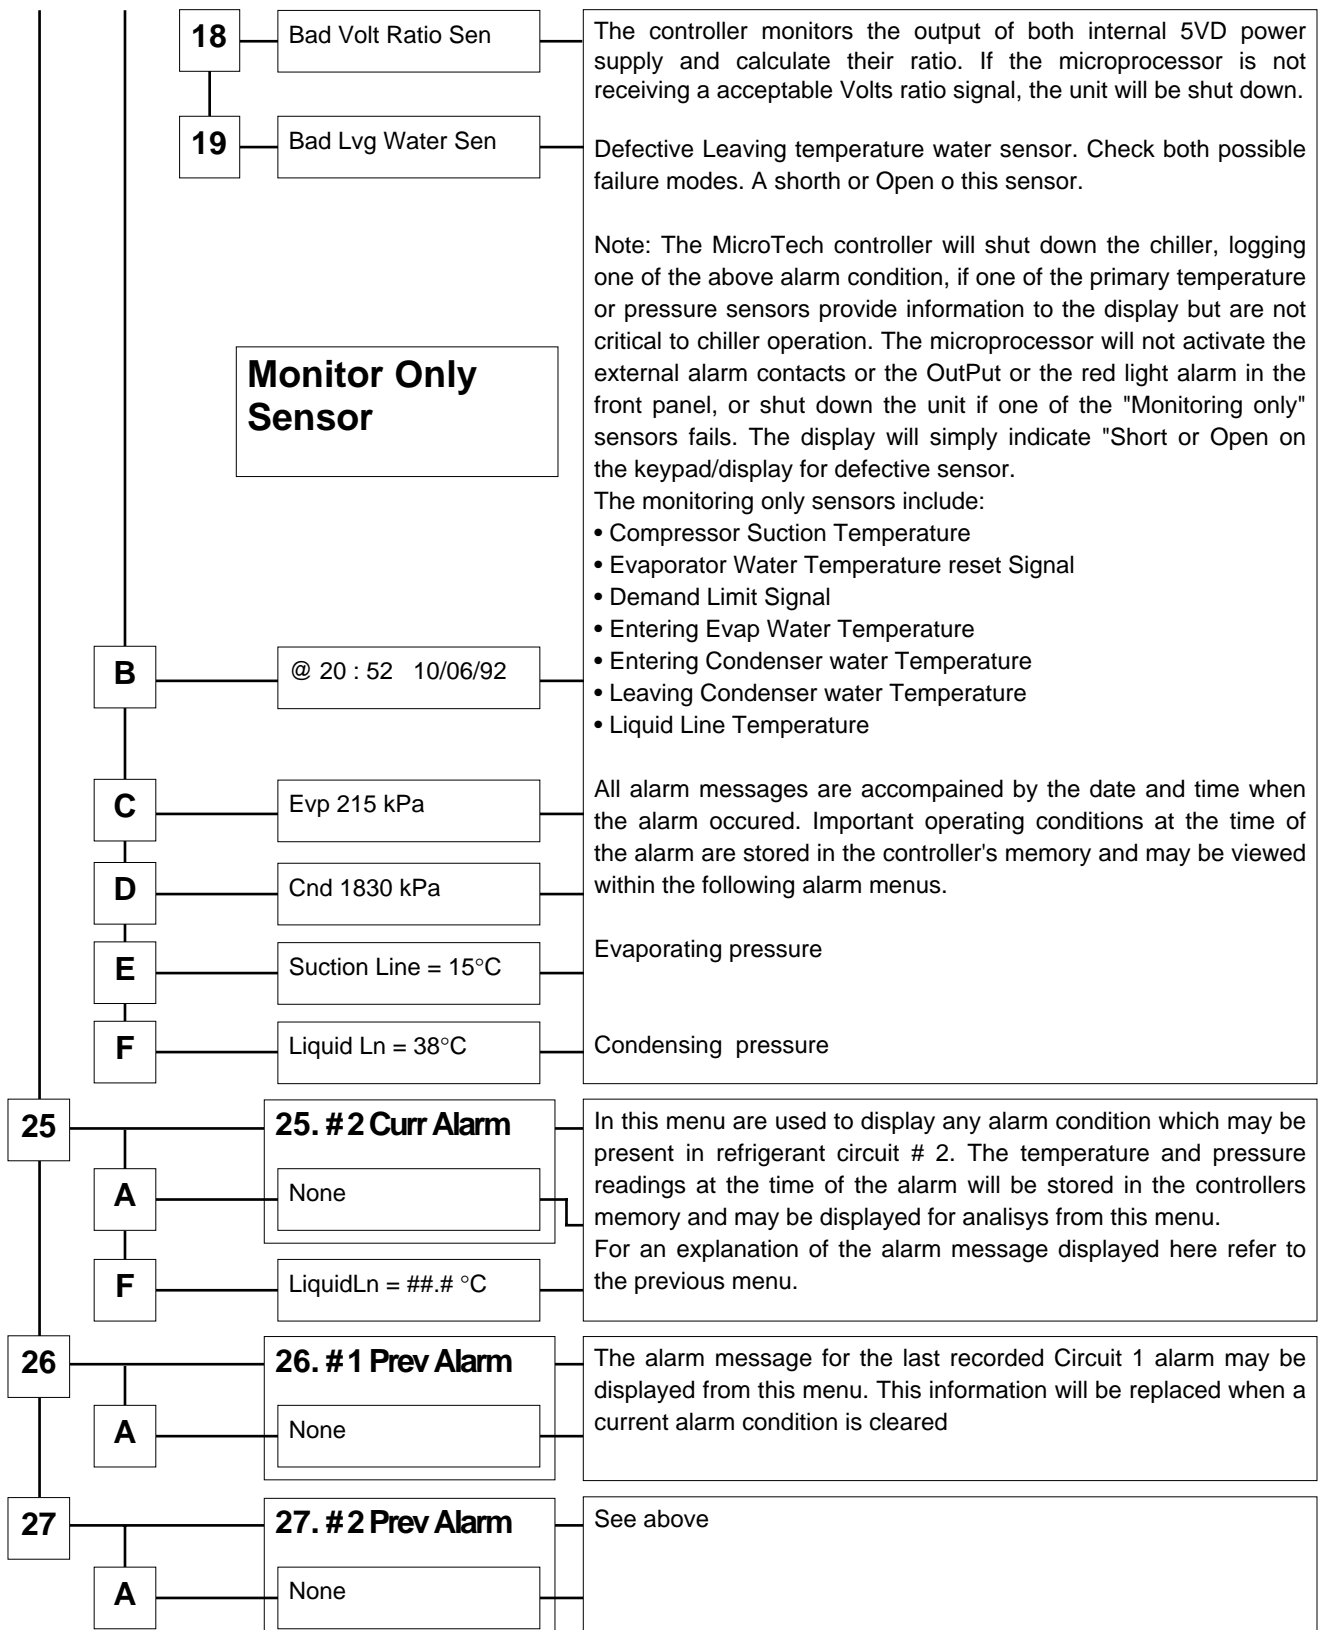 18
Bad Volt Ratio Sen
The controller monitors the output of both internal 5VD power
supply and calculate their ratio. If the microprocessor is not
receiving a acceptable Volts ratio signal, the unit will be shut down.
19
Bad Lvg Water Sen
Defective Leaving temperature water sensor. Check both possible
failure modes. A shorth or Open o this sensor.
Monitor Only
Sensor
Note: The MicroTech controller will shut down the chiller, logging
one of the above alarm condition, if one of the primary temperature
or pressure sensors provide information to the display but are not
critical to chiller operation. The microprocessor will not activate the
external alarm contacts or the OutPut or the red light alarm in the
front panel, or shut down the unit if one of the "Monitoring only"
sensors fails. The display will simply indicate "Short or Open on
the keypad/display for defective sensor.
The monitoring only sensors include:
• Compressor Suction Temperature
• Evaporator Water Temperature reset Signal
• Demand Limit Signal
• Entering Evap Water Temperature
• Entering Condenser water Temperature
• Leaving Condenser water Temperature
• Liquid Line Temperature
B
@ 20 : 52 10/06/92
All alarm messages are accompained by the date and time when
the alarm occured. Important operating conditions at the time of
the alarm are stored in the controller's memory and may be viewed
within the following alarm menus.
C
Evp 215 kPa
Evaporating pressure
D
Cnd 1830 kPa
Condensing pressure
E
Suction Line = 15°C
F
Liquid Ln = 38°C
25
25. # 2 Curr Alarm
In this menu are used to display any alarm condition which may be
present in refrigerant circuit # 2. The temperature and pressure
readings at the time of the alarm will be stored in the controllers
memory and may be displayed for analisys from this menu.
For an explanation of the alarm message displayed here refer to
the previous menu.
A
None
F
LiquidLn = ##.# °C
26
26. # 1 Prev Alarm
The alarm message for the last recorded Circuit 1 alarm may be
displayed from this menu. This information will be replaced when a
current alarm condition is cleared
A
None
27
27. # 2 Prev Alarm
See above
A
None